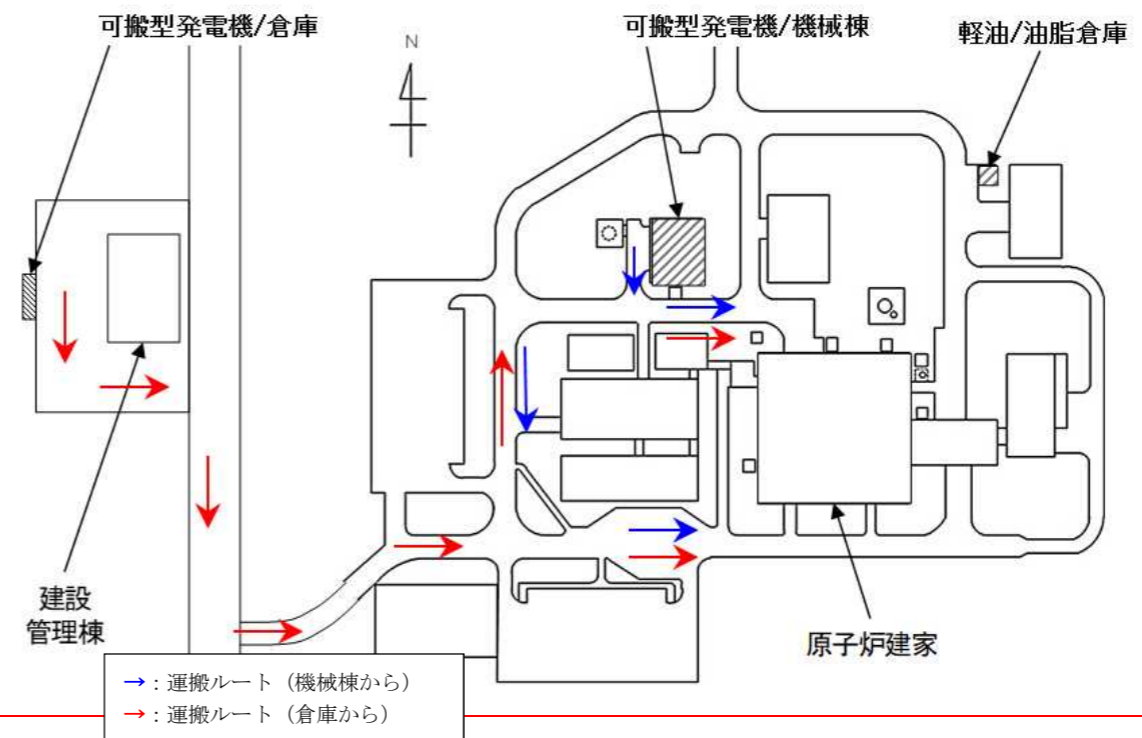 可搬型発電機/倉庫
可搬型発電機/機械棟
軽油/油脂倉庫
N
建設
管理棟
原子炉建家
→：運搬ルート（機械棟から）
→：運搬ルート（倉庫から）